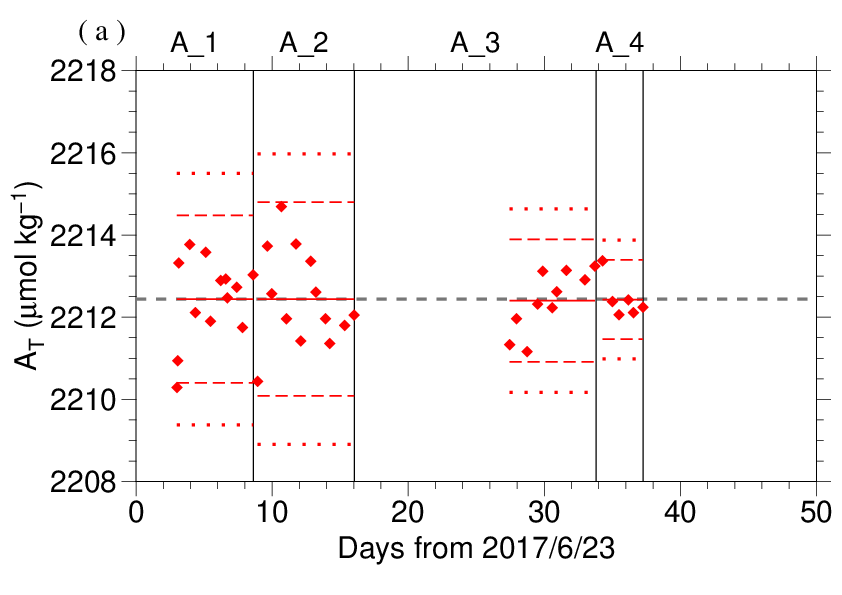 ( a )
A_1 A_2 A_3 A_4
2218
2216
2214
2212
2210
2208
A_T (μmol kg⁻¹)
0 10 20 30 40 50
Days from 2017/6/23